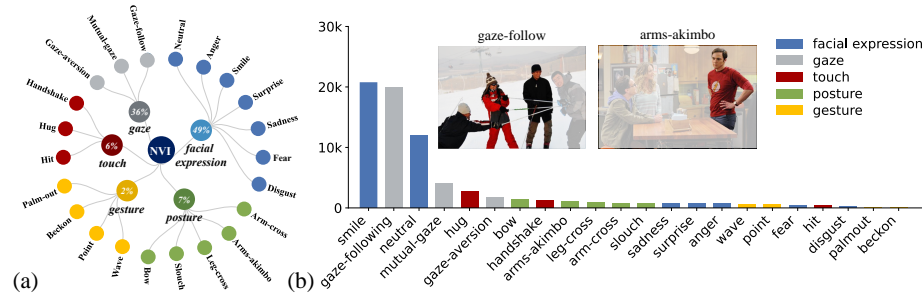 (a)
Gaze-aversion
Mutual-gaze
Gaze-follow
Neutral
Anger
Smile
Surprise
Sadness
Fear
Disgust
Handshake
Hug
Hit
36%
gaze
49%
facial
expression
NVI
6%
touch
2%
gesture
7%
posture
Palm-out
Beckon
Point
Wave
Bow
Slouch
Leg-cross
Arms-akimbo
Arm-cross
(b)
30k
20k
10k
0
gaze-follow
arms-akimbo
facial expression
gaze
touch
posture
gesture
smile
gaze-following
neutral
mutual-gaze
hug
gaze-aversion
bow
handshake
arms-akimbo
leg-cross
arm-cross
slouch
sadness
surprise
anger
wave
point
fear
hit
disgust
palmout
beckon